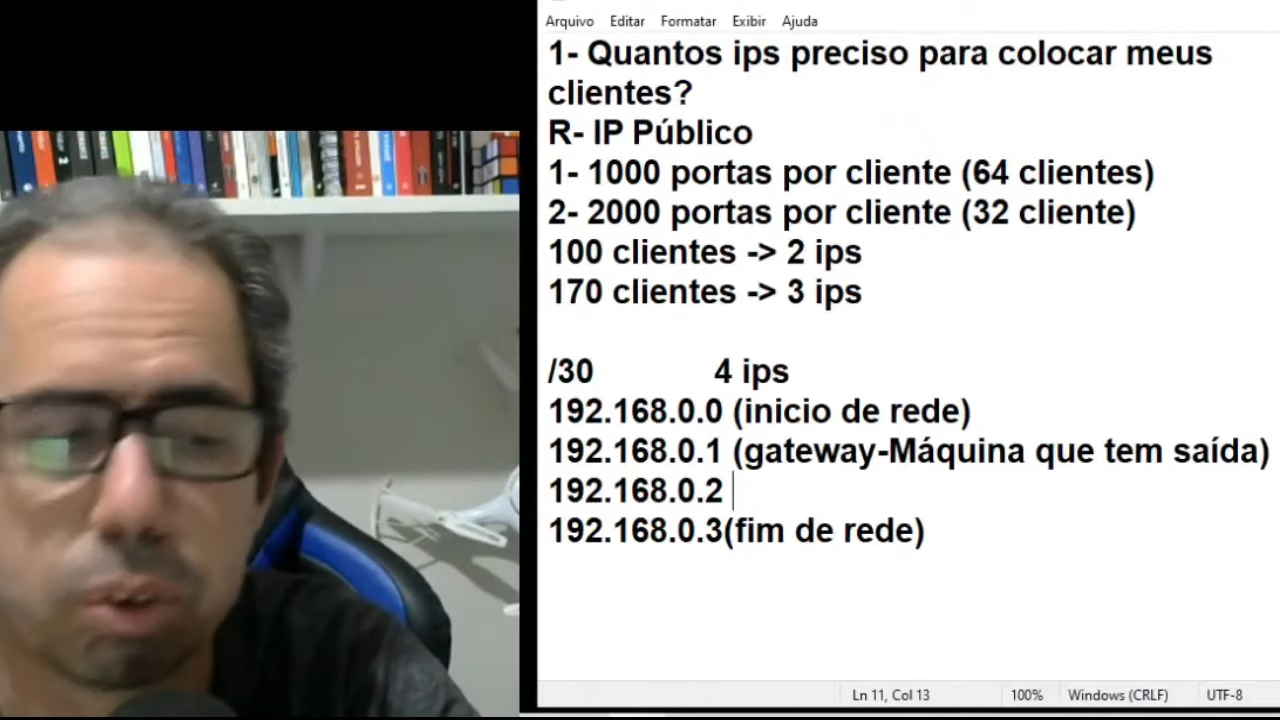 Arquivo Editar Formatar Exibir Ajuda
1- Quantos ips preciso para colocar meus
clientes?
R- IP Público
1- 1000 portas por cliente (64 clientes)
2- 2000 portas por cliente (32 cliente)
100 clientes -> 2 ips
170 clientes -> 3 ips
/30 4 ips
192.168.0.0 (inicio de rede)
192.168.0.1 (gateway-Máquina que tem saída)
192.168.0.2
192.168.0.3(fim de rede)
Ln 11, Col 13 100% Windows (CRLF) UTF-8